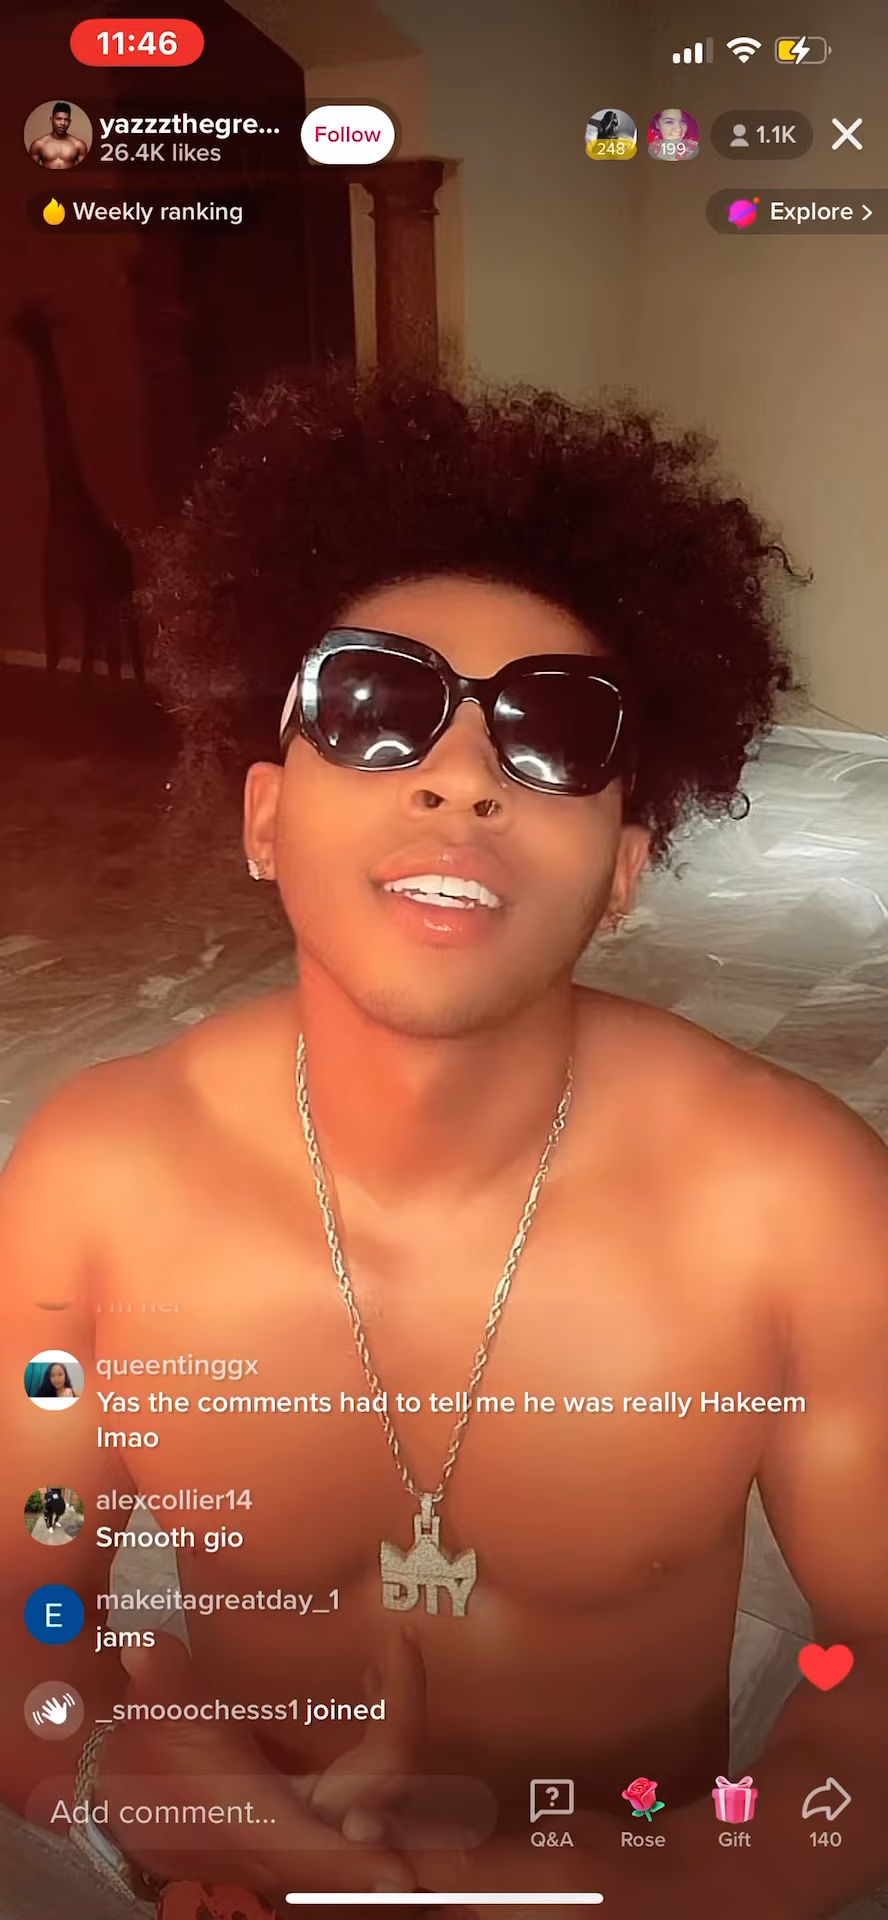 11:46
yazzzthegre...
26.4K likes
Follow
248
199
1.1K
Weekly ranking
Explore >
queentinggx
Yas the comments had to tell me he was really Hakeem
lmao
alexcollier14
Smooth gio
E
makeitagreatday_1
jams
_smooochesss1 joined
DTY
Add comment...
Q&A
Rose
Gift
140